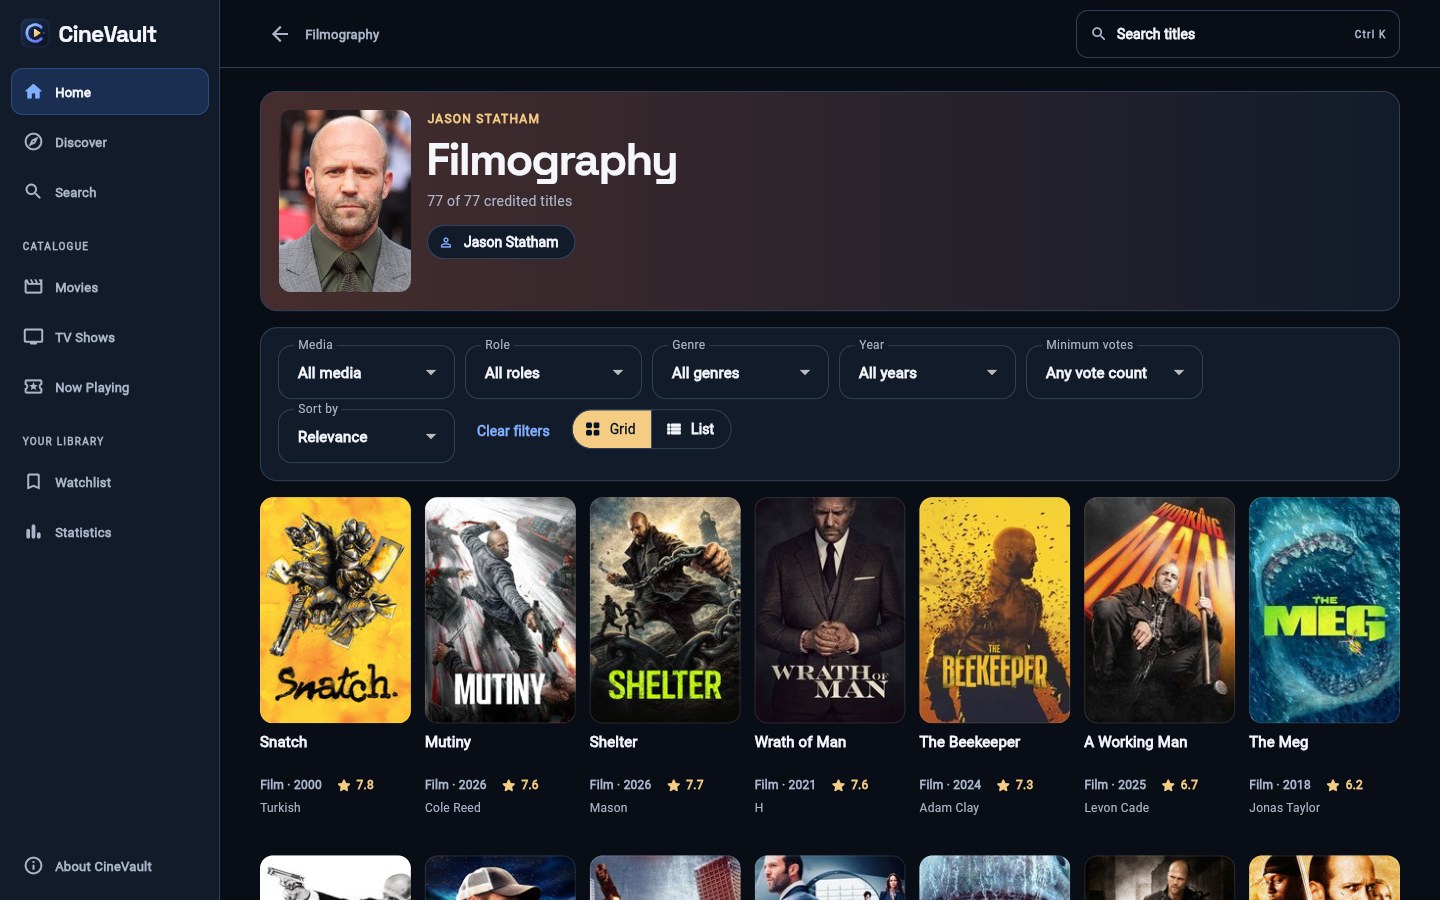 CineVault
Filmography
Search titles
Ctrl K
Home
Discover
Search
CATALOGUE
Movies
TV Shows
Now Playing
YOUR LIBRARY
Watchlist
Statistics
About CineVault
JASON STATHAM
Filmography
77 of 77 credited titles
Jason Statham
Media
All media
Role
All roles
Genre
All genres
Year
All years
Minimum votes
Any vote count
Sort by
Relevance
Clear filters
Grid
List
Snatch.
MUTINY
SHELTER
WRATH OF
MAN
THE
BEEKEEPER
WORKING
MAN
THE
MEG
Snatch
Film · 2000
7.8
Turkish
Mutiny
Film · 2026
7.6
Cole Reed
Shelter
Film · 2026
7.7
Mason
Wrath of Man
Film · 2021
7.6
H
The Beekeeper
Film · 2024
7.3
Adam Clay
A Working Man
Film · 2025
6.7
Levon Cade
The Meg
Film · 2018
6.2
Jonas Taylor